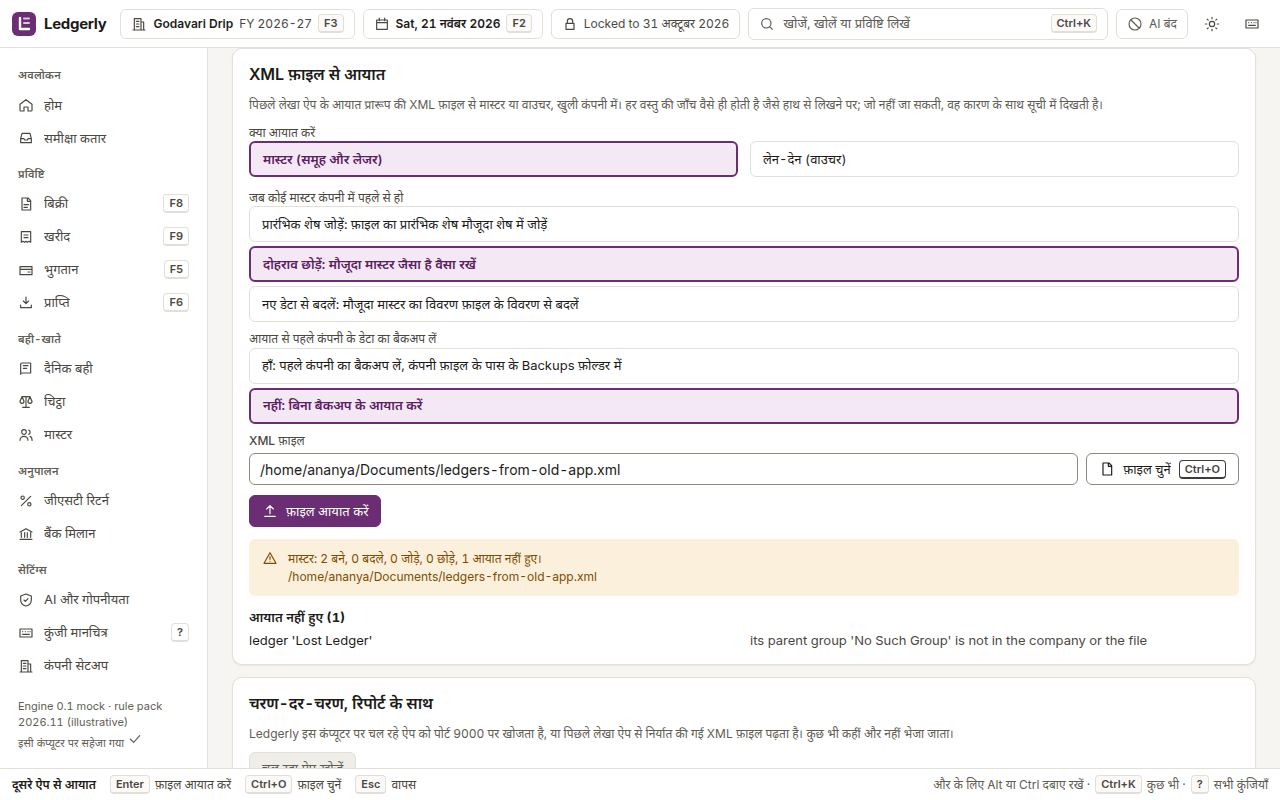 Ledgerly
Godavari Drip FY 2026-27 F3
Sat, 21 नवंबर 2026 F2
Locked to 31 अक्टूबर 2026
खोजें, खोलें या प्रविष्टि लिखें Ctrl+K
AI बंद
अवलोकन
होम
समीक्षा कतार
प्रविष्टि
बिक्री F8
खरीद F9
भुगतान F5
प्राप्ति F6
बही-खाते
दैनिक बही
चिट्ठा
मास्टर
अनुपालन
जीएसटी रिटर्न
बैंक मिलान
सेटिंग्स
AI और गोपनीयता
कुंजी मानचित्र ?
कंपनी सेटअप
Engine 0.1 mock · rule pack
2026.11 (illustrative)
इसी कंप्यूटर पर सहेजा गया
XML फ़ाइल से आयात
पिछले लेखा ऐप के आयात प्रारूप की XML फ़ाइल से मास्टर या वाउचर, खुली कंपनी में। हर वस्तु की जाँच वैसे ही होती है जैसे हाथ से लिखने पर; जो नहीं जा सकती, वह कारण के साथ सूची में दिखती है।
क्या आयात करें
मास्टर (समूह और लेजर)
लेन-देन (वाउचर)
जब कोई मास्टर कंपनी में पहले से हो
प्रारंभिक शेष जोड़ें: फ़ाइल का प्रारंभिक शेष मौजूदा शेष में जोड़ें
दोहराव छोड़ें: मौजूदा मास्टर जैसा है वैसा रखें
नए डेटा से बदलें: मौजूदा मास्टर का विवरण फ़ाइल के विवरण से बदलें
आयात से पहले कंपनी के डेटा का बैकअप लें
हाँ: पहले कंपनी का बैकअप लें, कंपनी फ़ाइल के पास के Backups फ़ोल्डर में
नहीं: बिना बैकअप के आयात करें
XML फ़ाइल
/home/ananya/Documents/ledgers-from-old-app.xml
फ़ाइल चुनें Ctrl+O
फ़ाइल आयात करें
मास्टर: 2 बने, 0 बदले, 0 जोड़े, 0 छोड़े, 1 आयात नहीं हुए।
/home/ananya/Documents/ledgers-from-old-app.xml
आयात नहीं हुए (1)
ledger 'Lost Ledger' its parent group 'No Such Group' is not in the company or the file
चरण-दर-चरण, रिपोर्ट के साथ
Ledgerly इस कंप्यूटर पर चल रहे ऐप को पोर्ट 9000 पर खोजता है, या पिछले लेखा ऐप से निर्यात की गई XML फ़ाइल पढ़ता है। कुछ भी कहीं और नहीं भेजा जाता।
दूसरे ऐप से आयात Enter फ़ाइल आयात करें Ctrl+O फ़ाइल चुनें Esc वापस
और के लिए Alt या Ctrl दबाए रखें · Ctrl+K कुछ भी · ? सभी कुंजियाँ